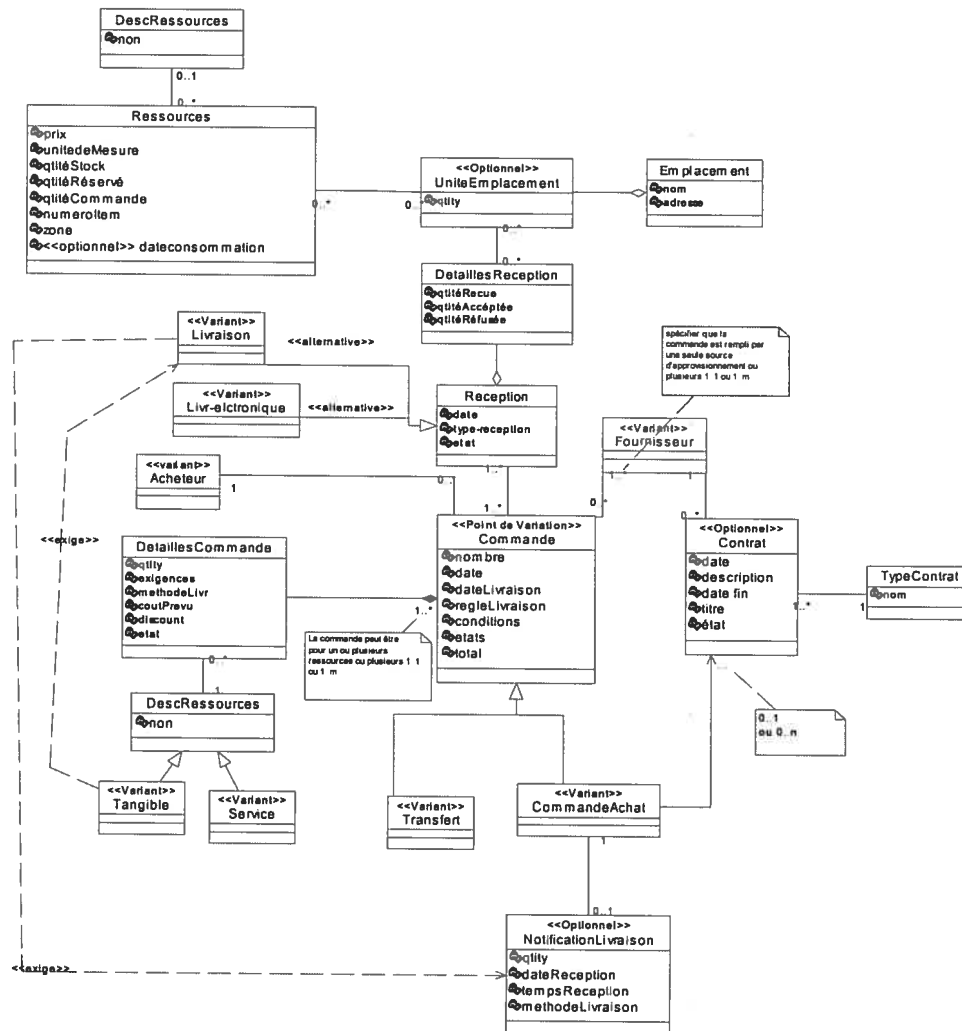 DescRessources
non
0..1
0..*
Ressources
prix
unitedeMesure
qtitéStock
qtitéRéservé
qtitéCommande
numeroItem
zone
<<optionnel>> dateconsommation
0..*
0..*
<<Optionnel>>
UniteEmplacement
qtity
Emplacement
nom
adresse
0..*
0..*
DetaillesReception
qtitéRecue
qtitéAccéptée
qtitéRéfusée
<<Variant>>
Livraison
<<alternative>>
<<Variant>>
Livr-elctronique
<<alternative>>
Reception
date
type-reception
etat
spécifier que la
commande est rempli par
une seule source
d'approvisionnement ou
plusieurs 1 1 ou 1 m
<<Variant>>
Fournisseur
<<variant>>
Acheteur
1
1..*
1
0..*
1..*
0..*
<<exige>>
DetaillesCommande
qtity
exigences
methodeLivr
coutPrevu
discount
etat
<<Point de Variation>>
Commande
nombre
date
dateLivraison
regleLivraison
conditions
etats
total
1..*
0..*
<<Optionnel>>
Contrat
date
description
date fin
titre
état
1..*
1
TypeContrat
nom
La commande peut être
pour un ou plusieurs
ressources ou plusieurs 1 1
ou 1 m
0..*
1
DescRessources
non
0..1
ou 0..n
<<Variant>>
Tangible
<<Variant>>
Service
<<Variant>>
Transfert
<<Variant>>
CommandeAchat
1
0..1
<<Optionnel>>
NotificationLivraison
qtity
dateReception
tempsReception
methodeLivraison
<<exige>>